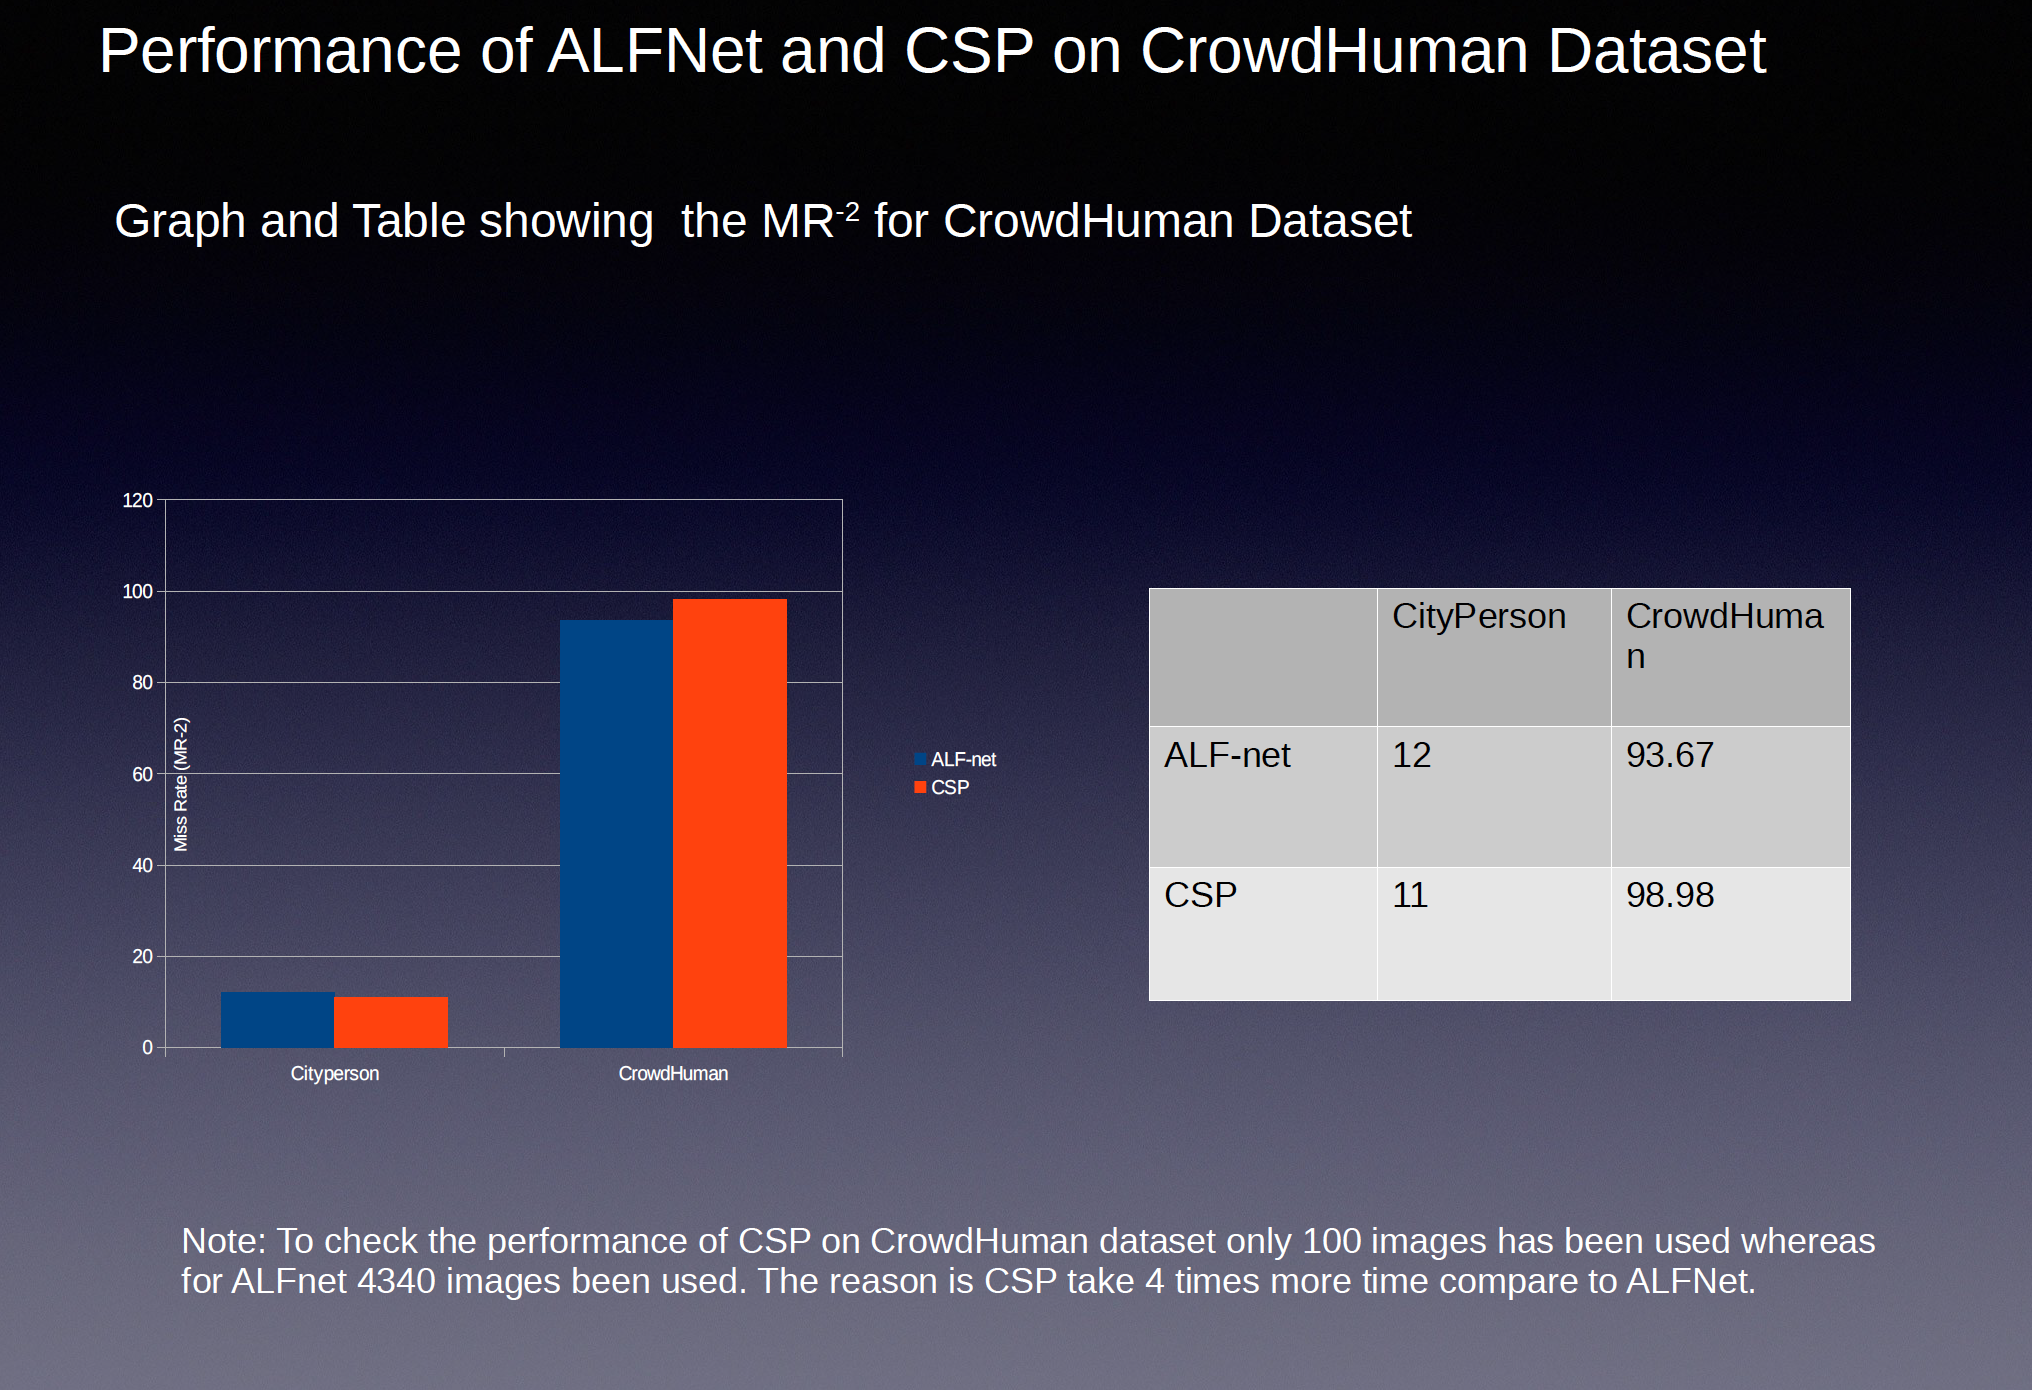 Performance of ALFNet and CSP on CrowdHuman Dataset
Graph and Table showing  the MR-2 for CrowdHuman Dataset
120
100
80
60
40
20
0
Miss Rate (MR-2)
Cityperson
CrowdHuman
ALF-net
CSP
CityPerson
CrowdHuma
n
ALF-net 12 93.67
CSP 11 98.98
Note: To check the performance of CSP on CrowdHuman dataset only 100 images has been used whereas
for ALFnet 4340 images been used. The reason is CSP take 4 times more time compare to ALFNet.